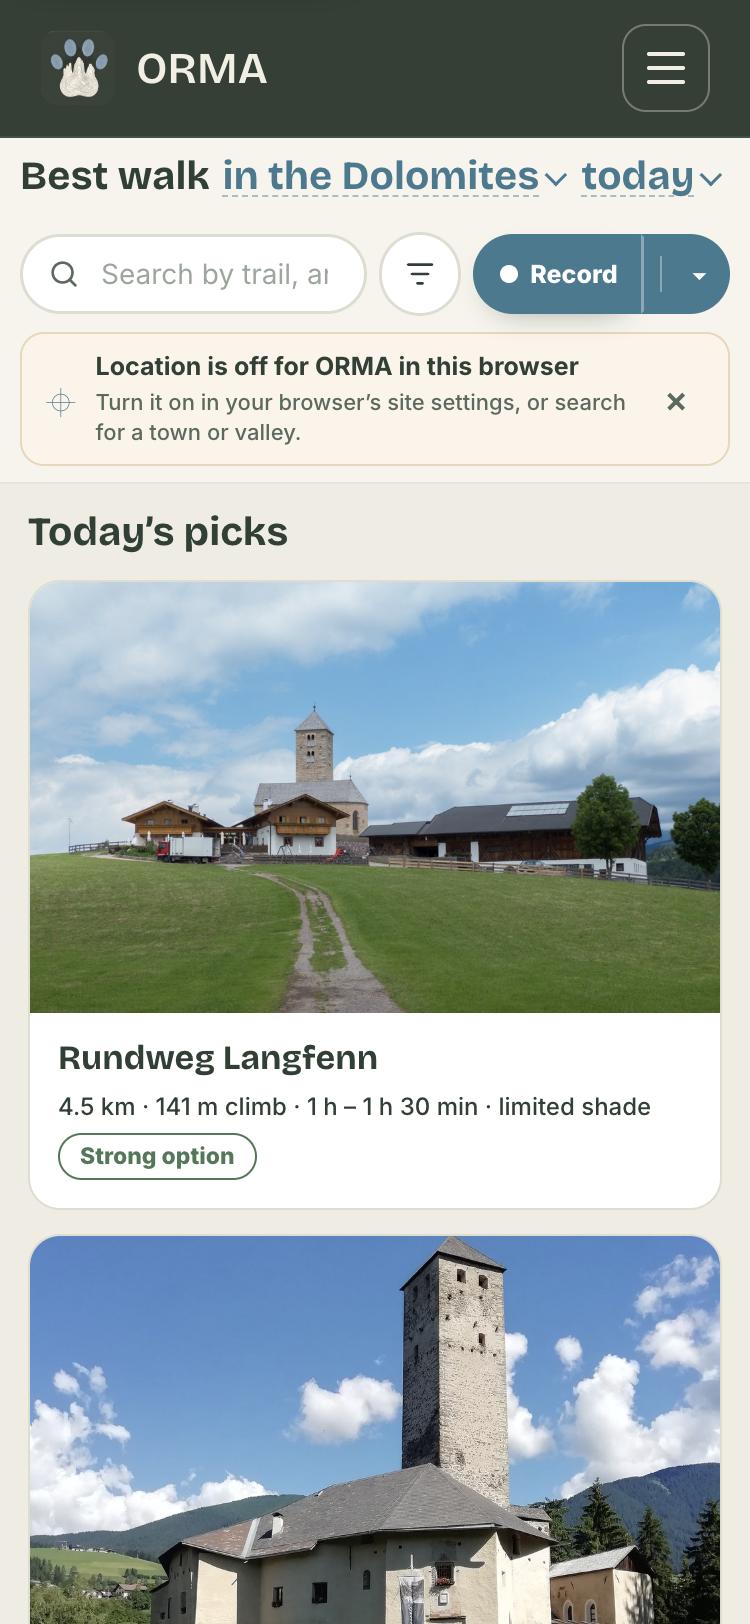 ORMA
Best walk in the Dolomites today
Search by trail, ar
Record
Location is off for ORMA in this browser
Turn it on in your browser’s site settings, or search
for a town or valley.
Today’s picks
Rundweg Langfenn
4.5 km · 141 m climb · 1 h – 1 h 30 min · limited shade
Strong option